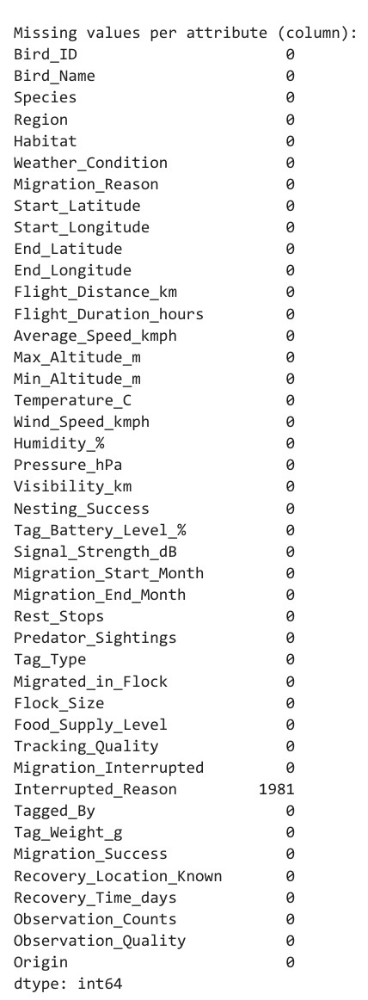 Missing values per attribute (column):
Bird_ID 0
Bird_Name 0
Species 0
Region 0
Habitat 0
Weather_Condition 0
Migration_Reason 0
Start_Latitude 0
Start_Longitude 0
End_Latitude 0
End_Longitude 0
Flight_Distance_km 0
Flight_Duration_hours 0
Average_Speed_kmph 0
Max_Altitude_m 0
Min_Altitude_m 0
Temperature_C 0
Wind_Speed_kmph 0
Humidity_% 0
Pressure_hPa 0
Visibility_km 0
Nesting_Success 0
Tag_Battery_Level_% 0
Signal_Strength_dB 0
Migration_Start_Month 0
Migration_End_Month 0
Rest_Stops 0
Predator_Sightings 0
Tag_Type 0
Migrated_in_Flock 0
Flock_Size 0
Food_Supply_Level 0
Tracking_Quality 0
Migration_Interrupted 0
Interrupted_Reason 1981
Tagged_By 0
Tag_Weight_g 0
Migration_Success 0
Recovery_Location_Known 0
Recovery_Time_days 0
Observation_Counts 0
Observation_Quality 0
Origin 0
dtype: int64